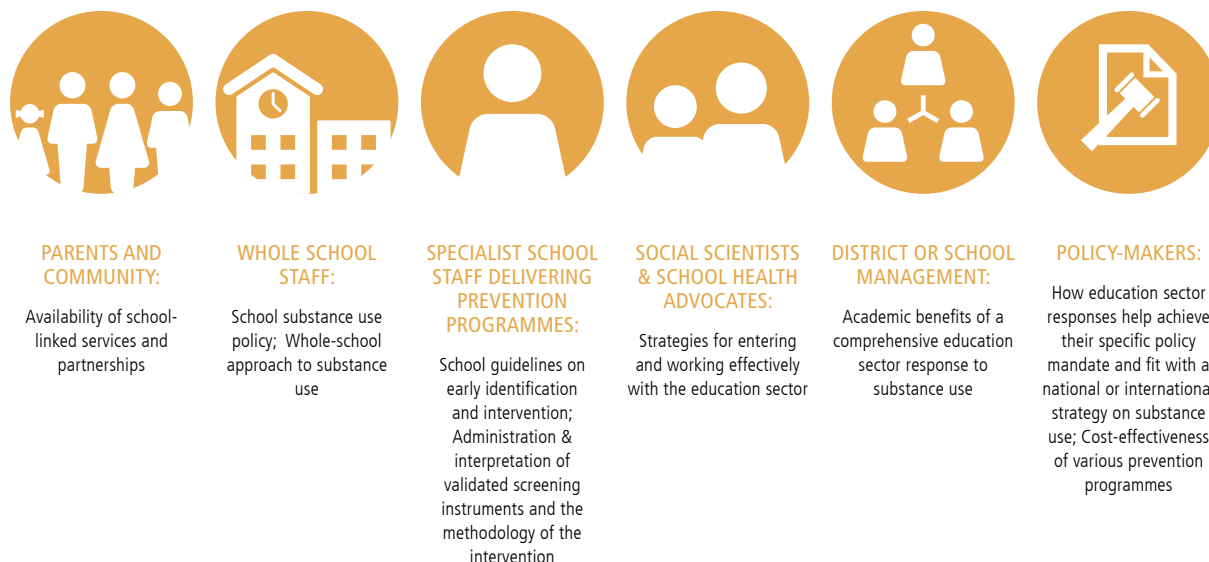 PARENTS AND
COMMUNITY:
Availability of school-
linked services and
partnerships
WHOLE SCHOOL
STAFF:
School substance use
policy; Whole-school
approach to substance
use
SPECIALIST SCHOOL
STAFF DELIVERING
PREVENTION
PROGRAMMES:
School guidelines on
early identification
and intervention;
Administration &
interpretation of
validated screening
instruments and the
methodology of the
intervention
SOCIAL SCIENTISTS
& SCHOOL HEALTH
ADVOCATES:
Strategies for entering
and working effectively
with the education sector
DISTRICT OR SCHOOL
MANAGEMENT:
Academic benefits of a
comprehensive education
sector response to
substance use
POLICY-MAKERS:
How education sector
responses help achieve
their specific policy
mandate and fit with a
national or internationa
strategy on substance
use; Cost-effectiveness
of various prevention
programmes